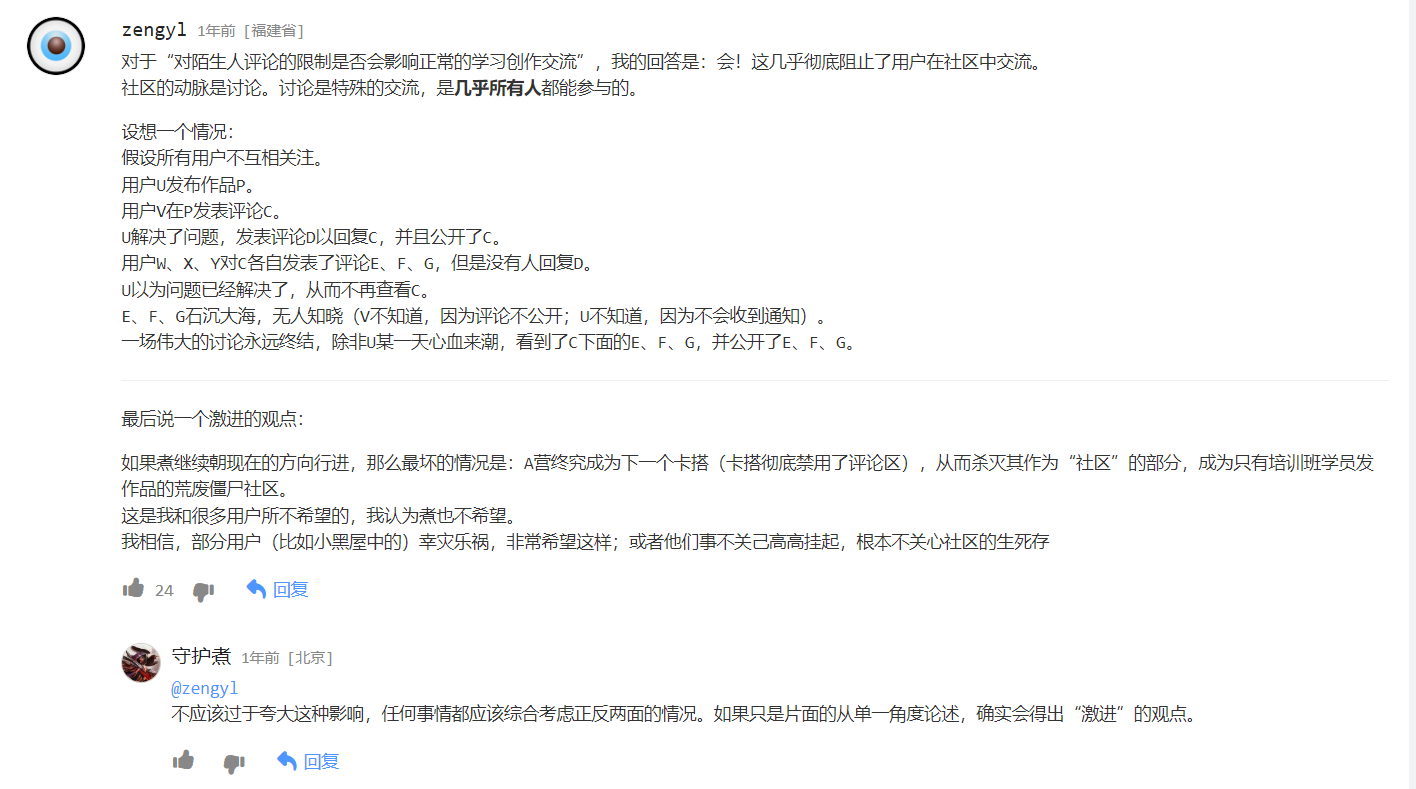 zengyl 1年前 [福建省]
对于“对陌生人评论的限制是否会影响正常的学习创作交流”，我的回答是：会！这几乎彻底阻止了用户在社区中交流。
社区的动脉是讨论。讨论是特殊的交流，是几乎所有人都能参与的。
设想一个情况：
假设所有用户不互相关注。
用户U发布作品P。
用户V在P发表评论C。
U解决了问题，发表评论D以回复C，并且公开了C。
用户W、X、Y对C各自发表了评论E、F、G，但是没有人回复D。
U以为问题已经解决了，从而不再查看C。
E、F、G石沉大海，无人知晓（V不知道，因为评论不公开；U不知道，因为不会收到通知）。
一场伟大的讨论永远终结，除非U某一天心血来潮，看到了C下面的E、F、G，并公开了E、F、G。
最后说一个激进的观点：
如果煮继续朝现在的方向行进，那么最坏的情况是：A营终究成为下一个卡搭（卡搭彻底禁用了评论区），从而杀灭其作为“社区”的部分，成为只有培训班学员发
作品的荒废僵尸社区。
这是我和很多用户所不希望的，我认为煮也不希望。
我相信，部分用户（比如小黑屋中的）幸灾乐祸，非常希望这样；或者他们事不关己高高挂起，根本不关心社区的生死存
24 回复
守护煮 1年前 [北京]
@zengyl
不应该过于夸大这种影响，任何事情都应该综合考虑正反两面的情况。如果只是片面的从单一角度论述，确实会得出“激进”的观点。
回复